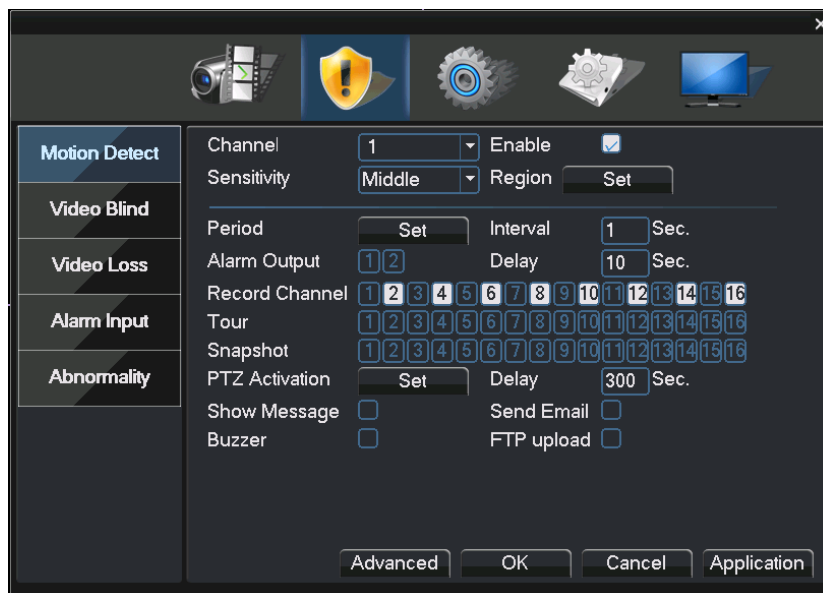 ×
Motion Detect
Video Blind
Video Loss
Alarm Input
Abnormality
Channel 1 Enable
Sensitivity Middle Region Set
Period Set Interval 1 Sec.
Alarm Output 1 2 Delay 10 Sec.
Record Channel 1 2 3 4 5 6 7 8 9 10 11 12 13 14 15 16
Tour 1 2 3 4 5 6 7 8 9 10 11 12 13 14 15 16
Snapshot 1 2 3 4 5 6 7 8 9 10 11 12 13 14 15 16
PTZ Activation Set Delay 300 Sec.
Show Message Send Email
Buzzer FTP upload
Advanced OK Cancel Application